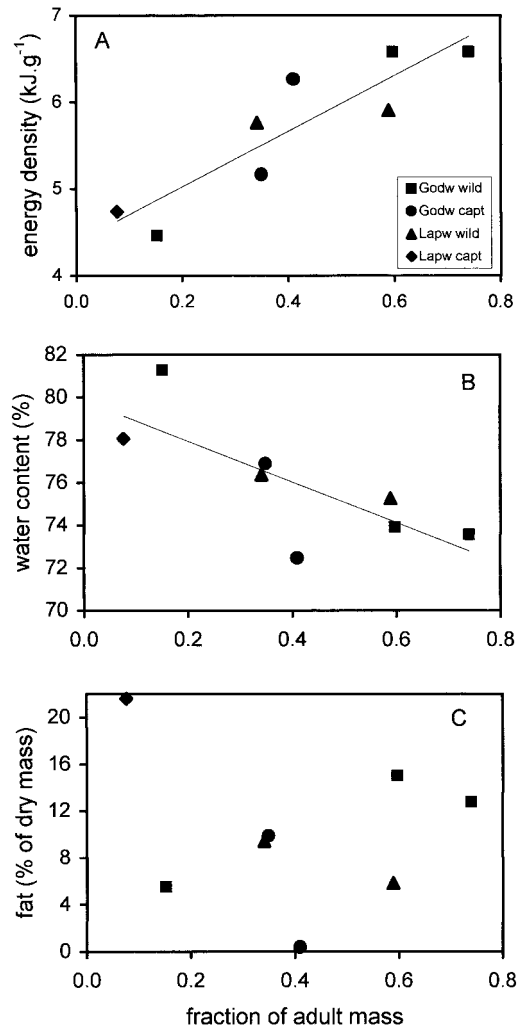 A
energy density (kJ.g⁻¹)
7
6
5
4
0.0 0.2 0.4 0.6 0.8
Godw wild
Godw capt
Lapw wild
Lapw capt
B
water content (%)
82
80
78
76
74
72
70
0.0 0.2 0.4 0.6 0.8
C
fat (% of dry mass)
20
16
12
8
4
0
0.0 0.2 0.4 0.6 0.8
fraction of adult mass